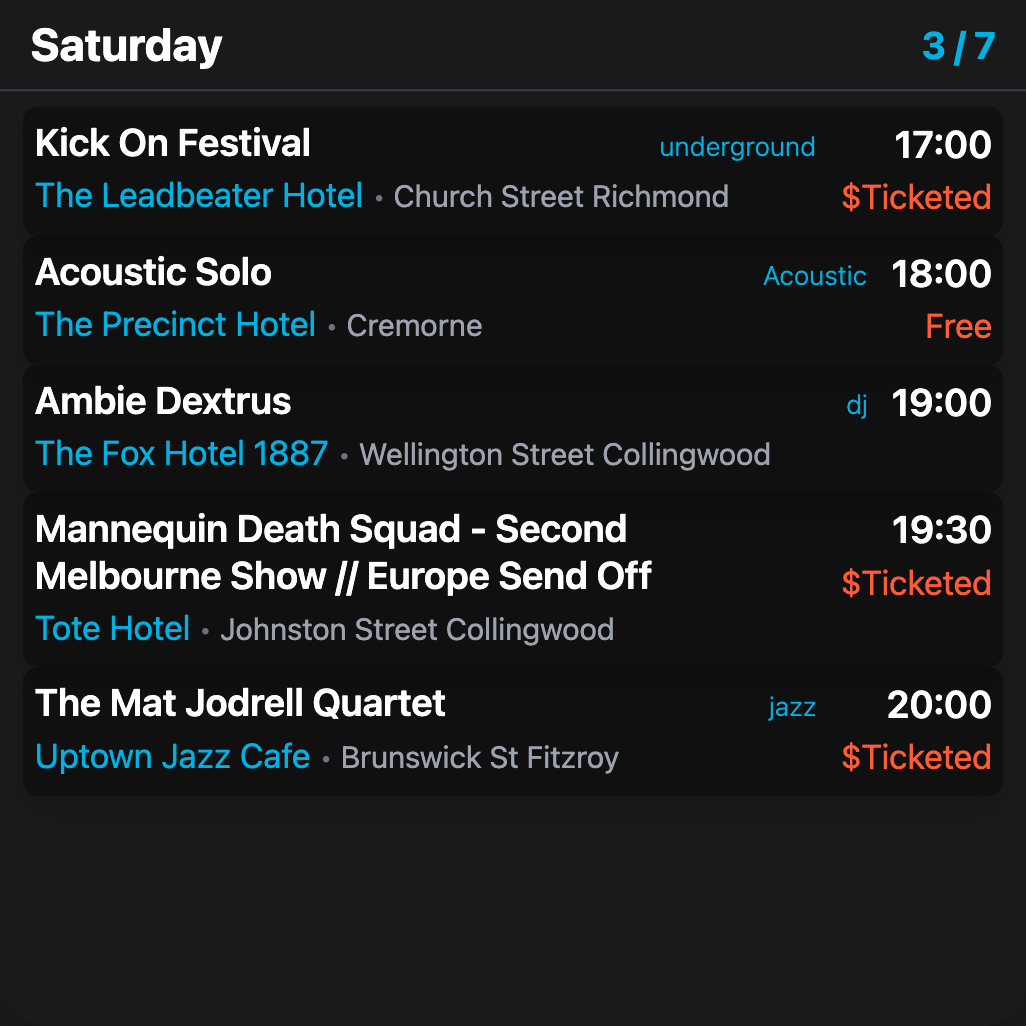 Saturday 3 / 7
Kick On Festival underground 17:00
The Leadbeater Hotel • Church Street Richmond $Ticketed
Acoustic Solo Acoustic 18:00
The Precinct Hotel • Cremorne Free
Ambie Dextrus dj 19:00
The Fox Hotel 1887 • Wellington Street Collingwood
Mannequin Death Squad - Second 19:30
Melbourne Show // Europe Send Off $Ticketed
Tote Hotel • Johnston Street Collingwood
The Mat Jodrell Quartet jazz 20:00
Uptown Jazz Cafe • Brunswick St Fitzroy $Ticketed